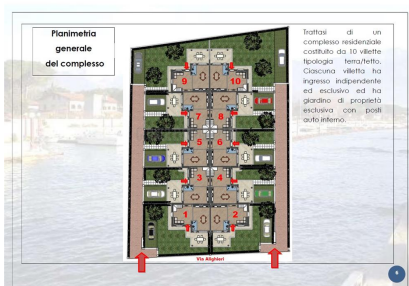 Planimetria
generale
del complesso
Trattasi di un
complesso residenziale
costituito da 10 villette
tipologia terra/tetto.
Ciascuna villetta ha
ingresso indipendente
ed esclusivo ed ha
giardino di proprietà
esclusiva con posti
auto interno.
9 10
7 8
5 6
3 4
1 2
Via Alighieri